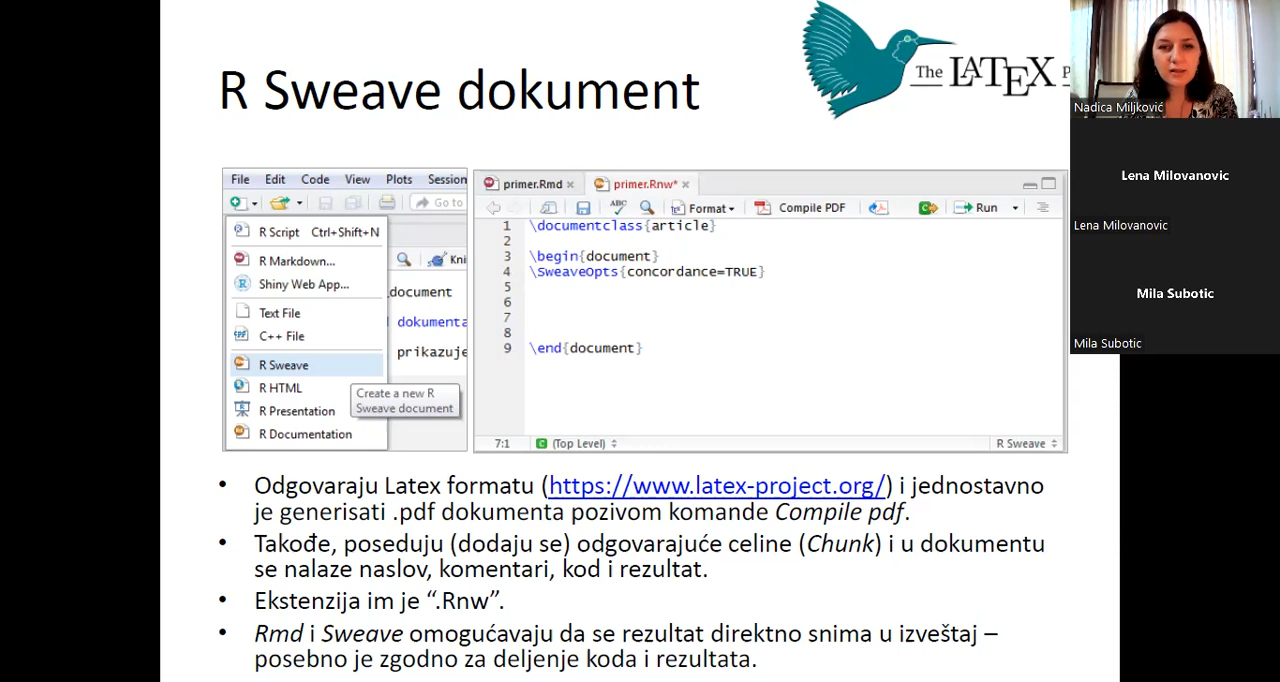 R Sweave dokument
The LATEX P
Nadica Miljković
Lena Milovanovic
Lena Milovanovic
Mila Subotic
Mila Subotic
File Edit Code View Plots Session
Go to
R Script Ctrl+Shift+N
R Markdown...
Shiny Web App...
Text File
C++ File
R Sweave
R HTML
R Presentation
R Documentation
Create a new R
Sweave document
Kni
document
dokumenta
prikazuje
primer.Rmd primer.Rnw*
ABC Format Compile PDF Run
1 \documentclass{article}
2
3 \begin{document}
4 \SweaveOpts{concordance=TRUE}
5
6
7
8
9 \end{document}
7:1 (Top Level) R Sweave
• Odgovaraju Latex formatu (https://www.latex-project.org/) i jednostavno
je generisati .pdf dokumenta pozivom komande Compile pdf.
• Takođe, poseduju (dodaju se) odgovarajuće celine (Chunk) i u dokumentu
se nalaze naslov, komentari, kod i rezultat.
• Ekstenzija im je “.Rnw”.
• Rmd i Sweave omogućavaju da se rezultat direktno snima u izveštaj –
posebno je zgodno za deljenje koda i rezultata.